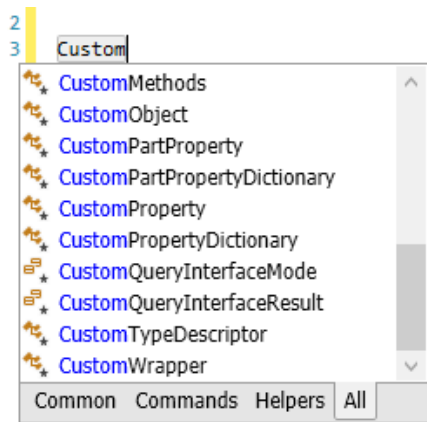 2
3 Custom
CustomMethods
CustomObject
CustomPartProperty
CustomPartPropertyDictionary
CustomProperty
CustomPropertyDictionary
CustomQueryInterfaceMode
CustomQueryInterfaceResult
CustomTypeDescriptor
CustomWrapper
Common Commands Helpers All